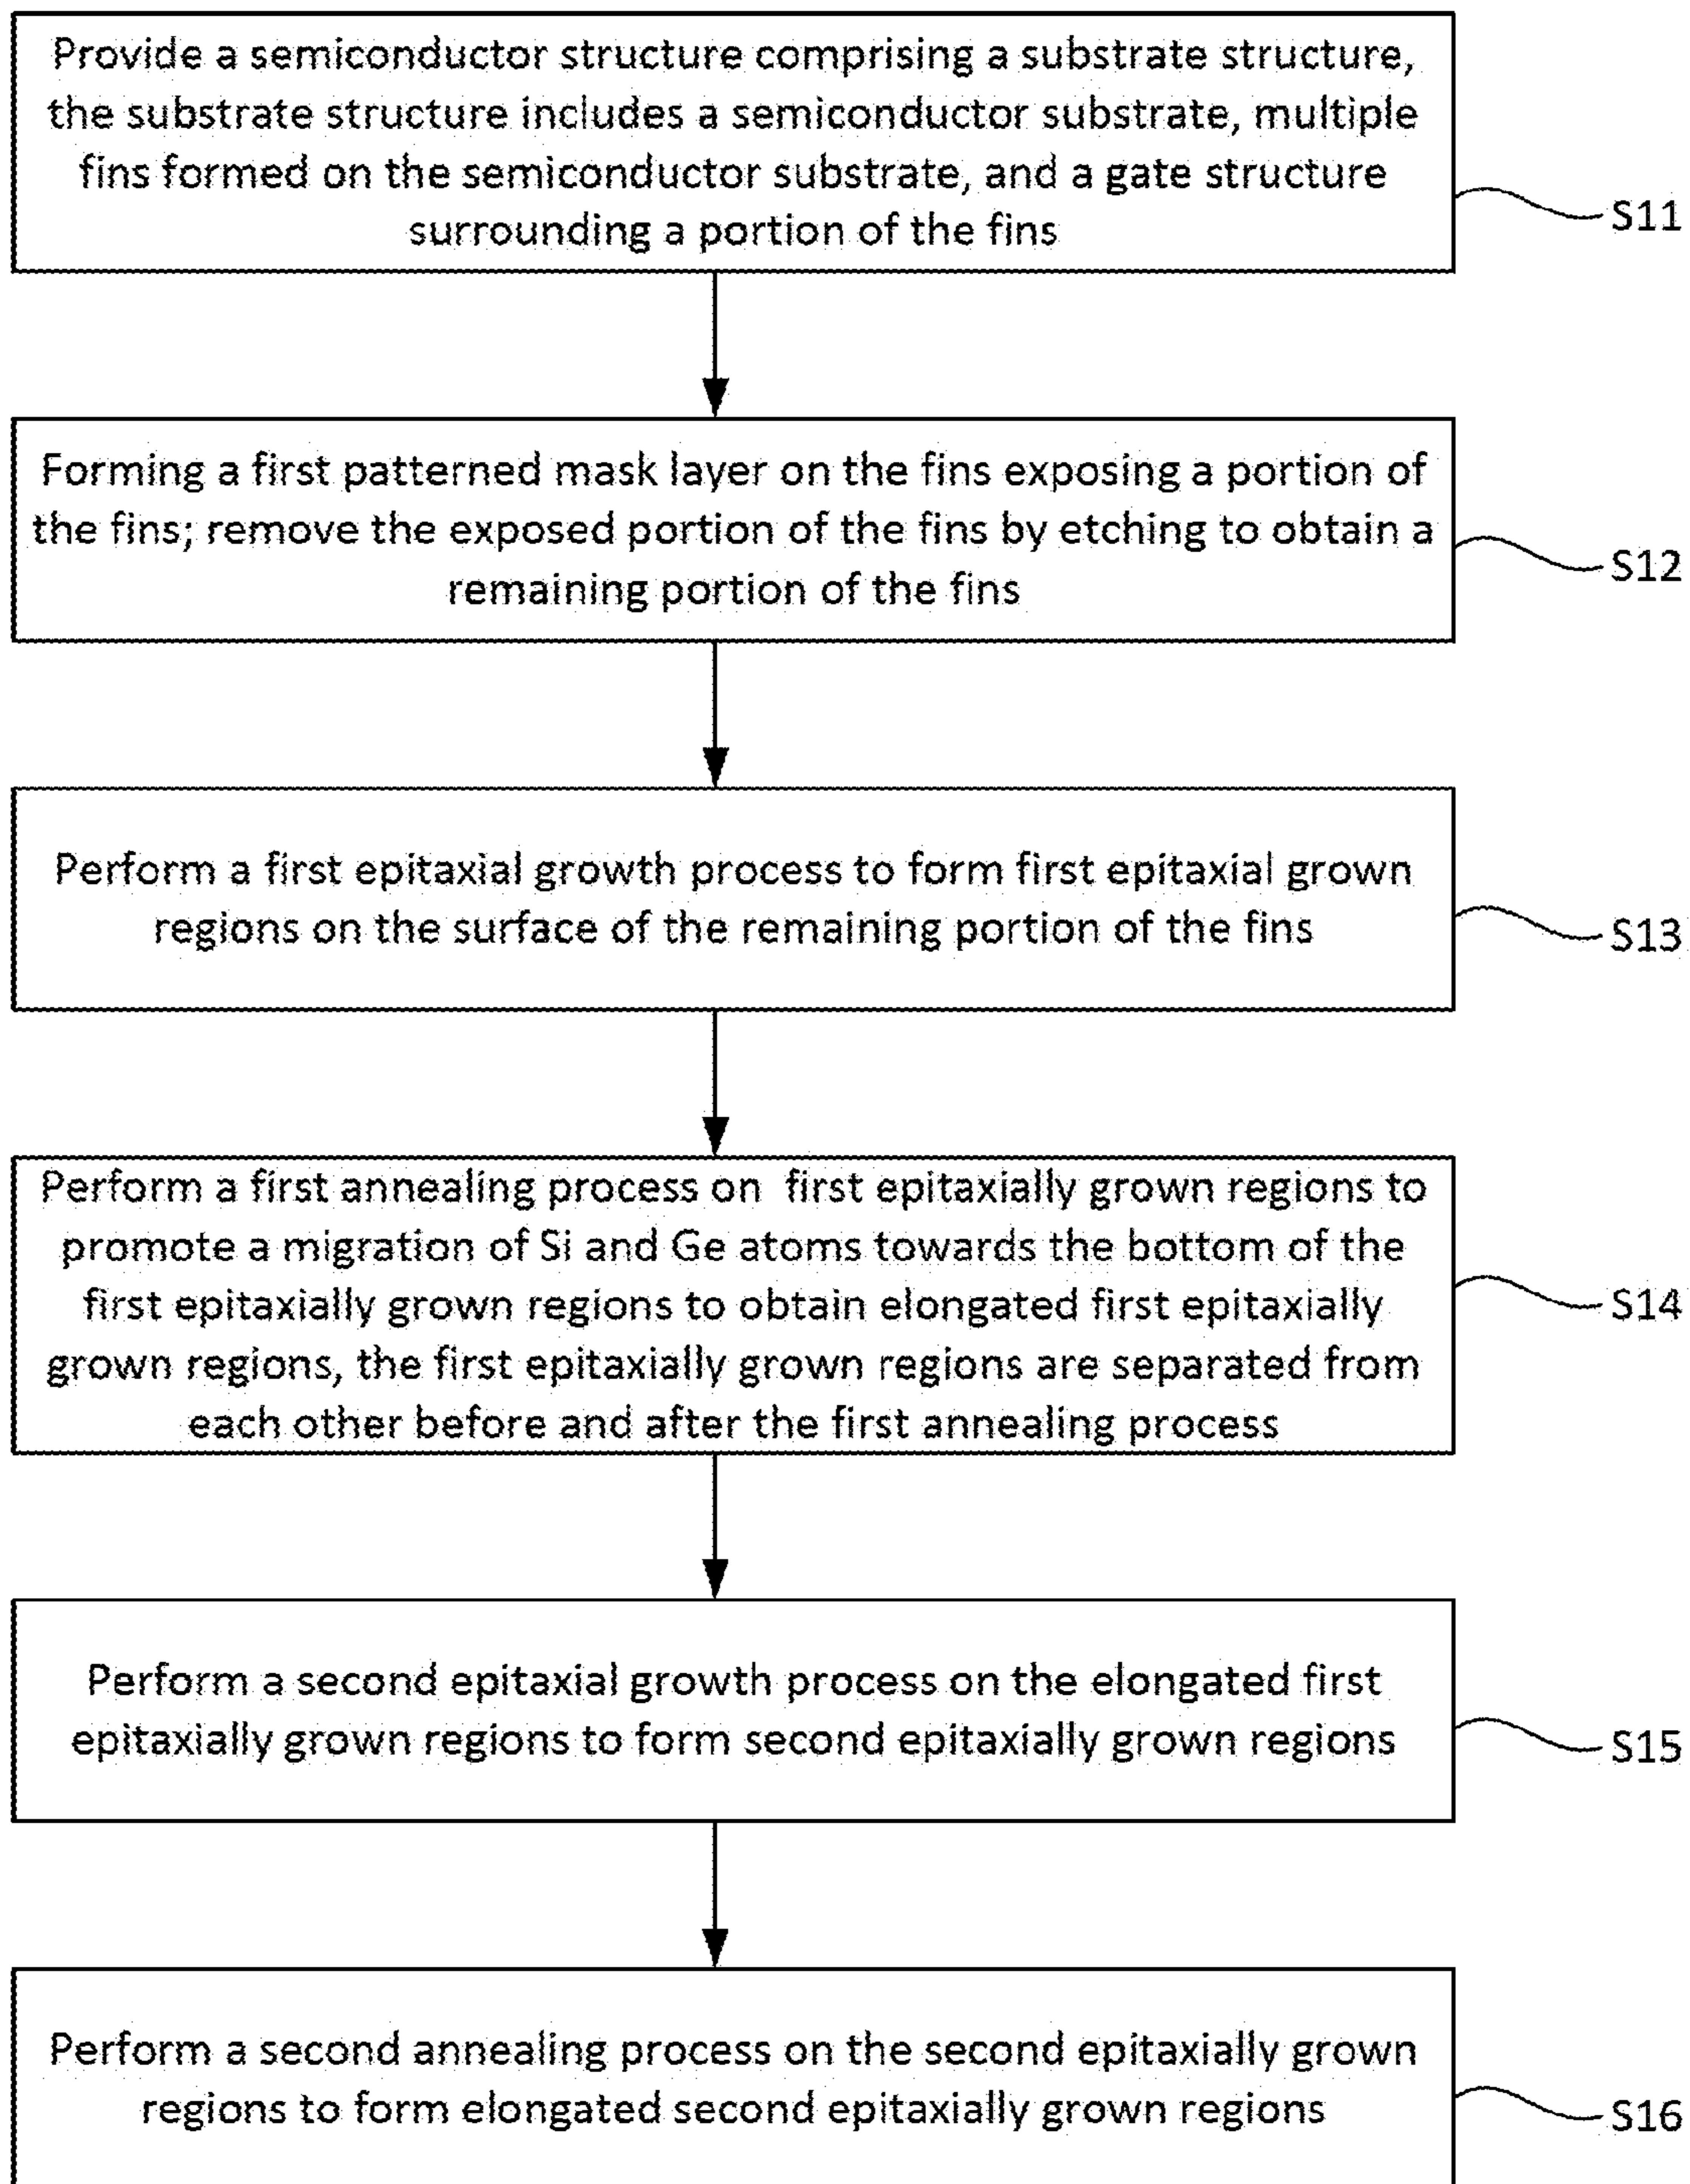 Provide a semiconductor structure comprising a substrate structure,
the substrate structure includes a semiconductor substrate, multiple
fins formed on the semiconductor substrate, and a gate structure
surrounding a portion of the fins
S11
Forming a first patterned mask layer on the fins exposing a portion of
the fins; remove the exposed portion of the fins by etching to obtain a
remaining portion of the fins
S12
Perform a first epitaxial growth process to form first epitaxial grown
regions on the surface of the remaining portion of the fins
S13
Perform a first annealing process on first epitaxially grown regions to
promote a migration of Si and Ge atoms towards the bottom of the
first epitaxially grown regions to obtain elongated first epitaxially
grown regions, the first epitaxially grown regions are separated from
each other before and after the first annealing process
S14
Perform a second epitaxial growth process on the elongated first
epitaxially grown regions to form second epitaxially grown regions
S15
Perform a second annealing process on the second epitaxially grown
regions to form elongated second epitaxially grown regions
S16